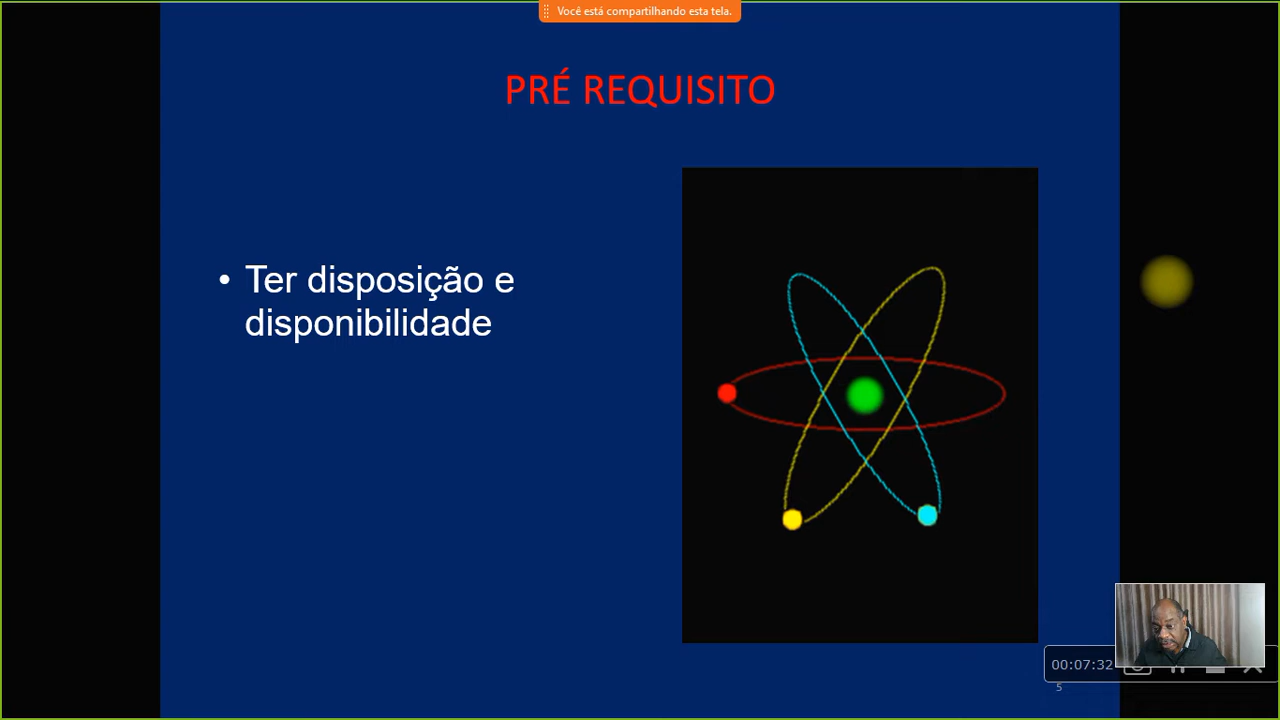 Você está compartilhando esta tela.
PRÉ REQUISITO
• Ter disposição e
disponibilidade
00:07:32
5